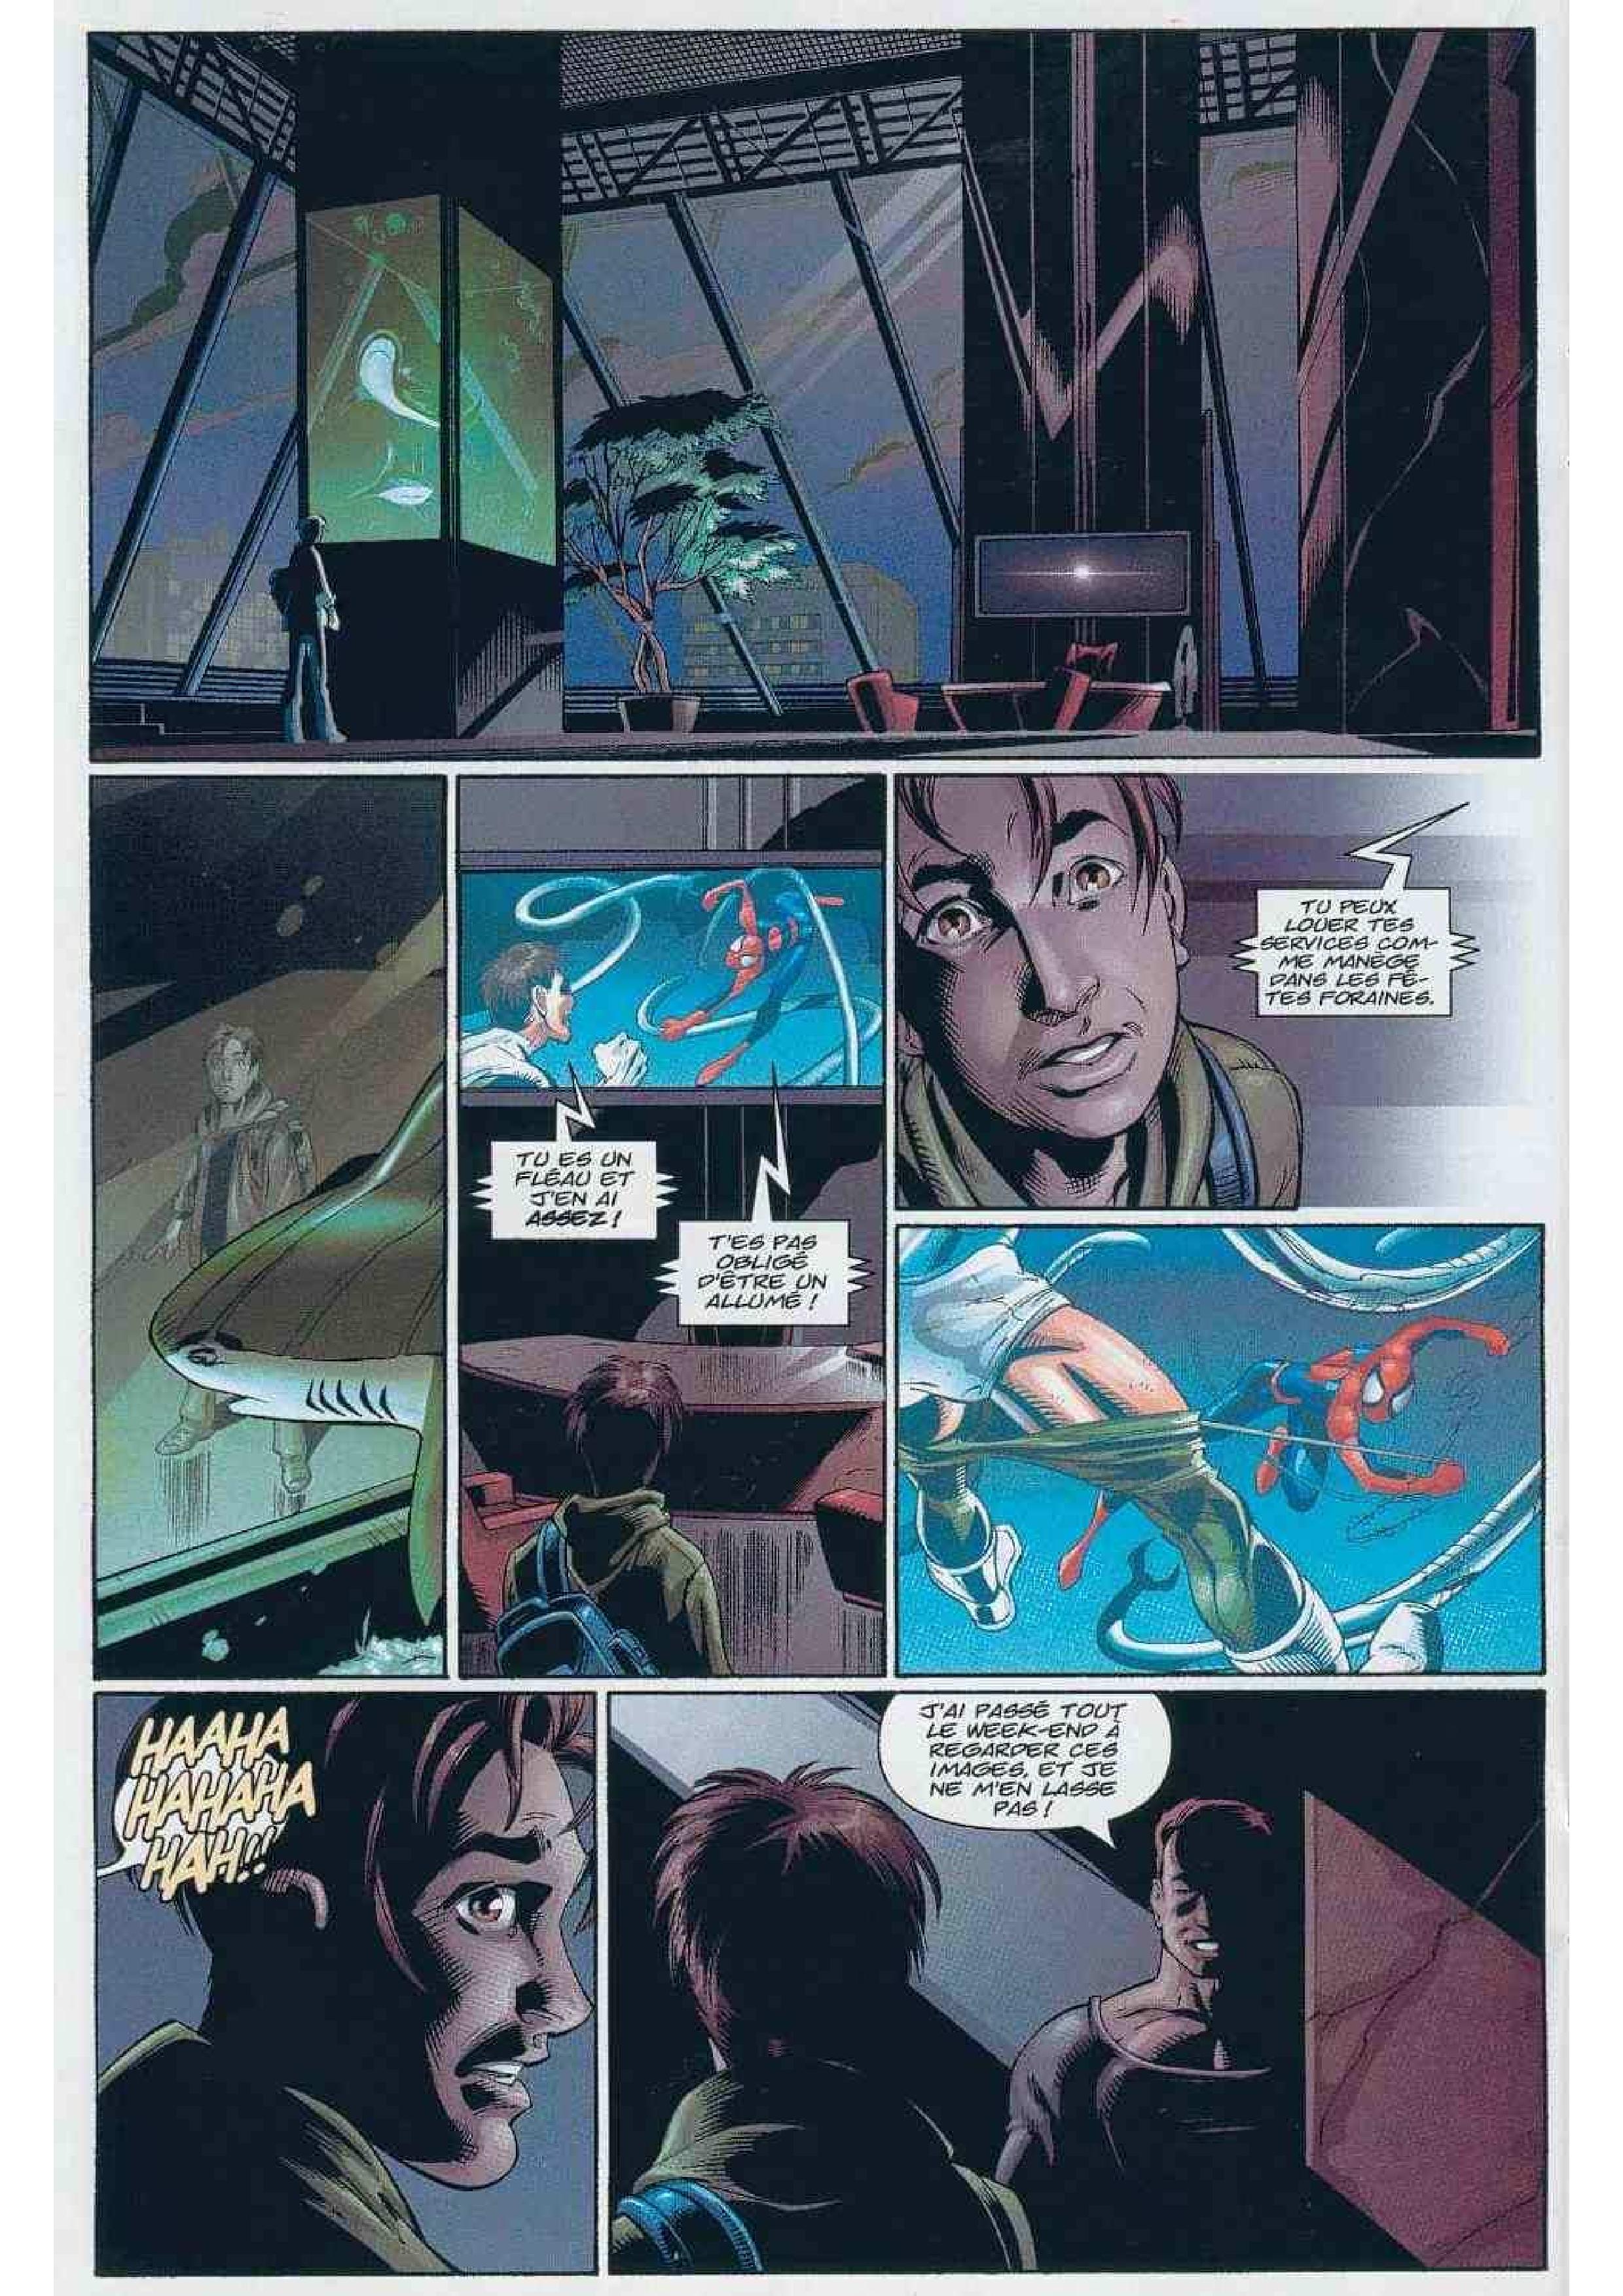 TU ES UN
FLÉAU ET
J'EN AI
ASSEZ !
T'ES PAS
OBLIGÉ
D'ÊTRE UN
ALLUMÉ !
TU PEUX
LOUER TES
SERVICES COM-
ME MANÈGE
DANS LES FÊ-
TES FORAINES.
HAAHA
HAHAHA
HAH!!
J'AI PASSÉ TOUT
LE WEEK-END À
REGARDER CES
IMAGES, ET JE
NE M'EN LASSE
PAS !